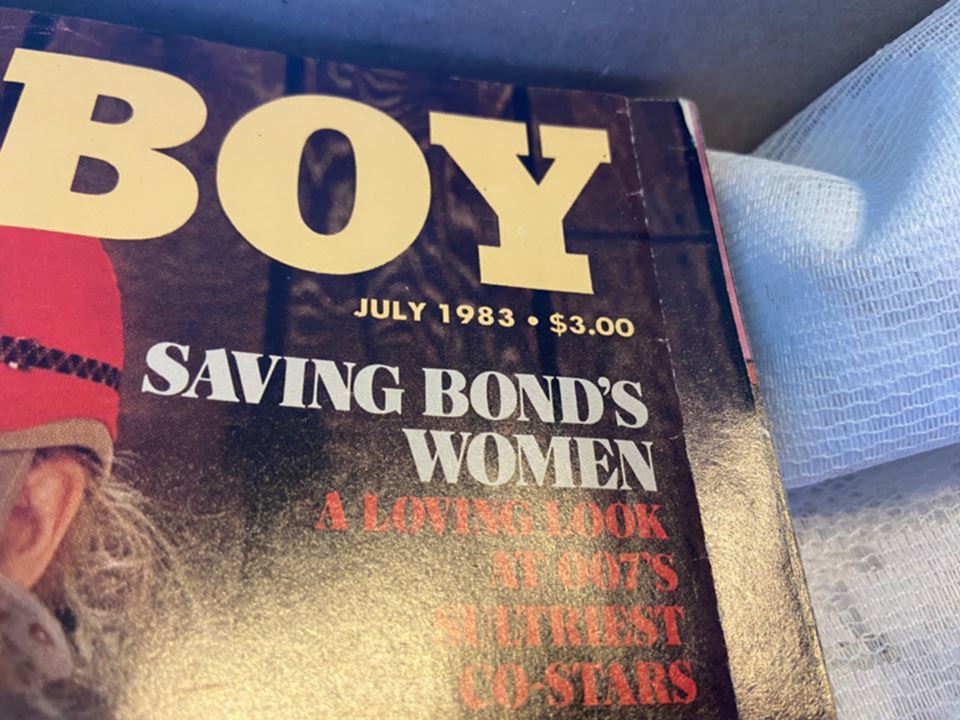 BOY
JULY 1983 • $3.00
SAVING BOND'S
WOMEN
A LOVING LOOK
AT 007'S
SULTRIEST
CO-STARS